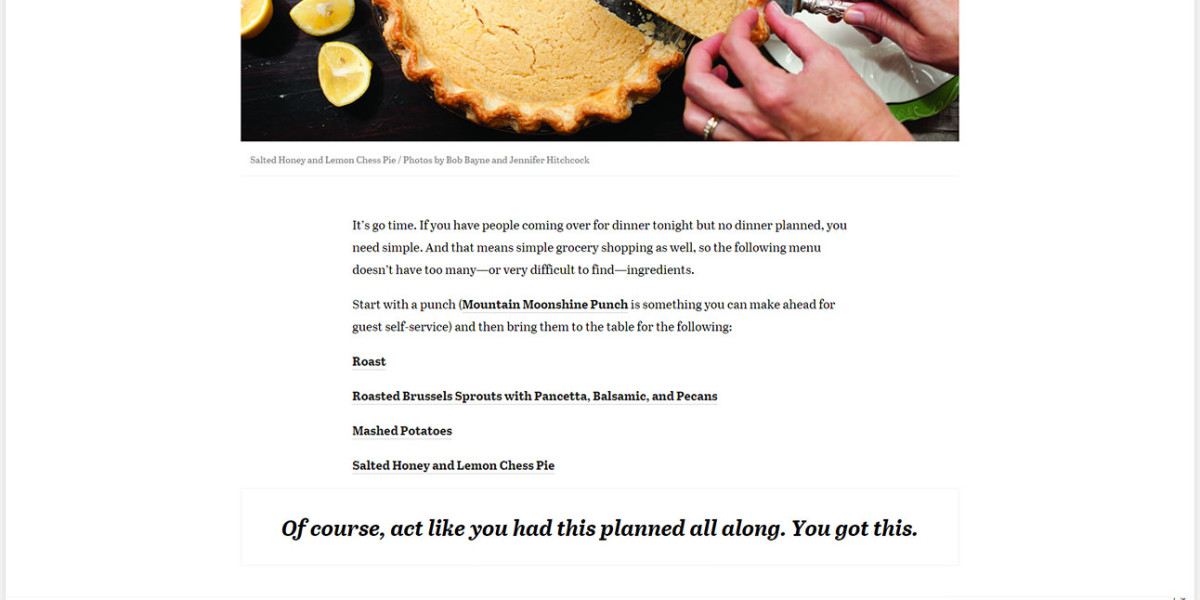 Salted Honey and Lemon Chess Pie / Photos by Bob Bayne and Jennifer Hitchcock
It's go time. If you have people coming over for dinner tonight but no dinner planned, you
need simple. And that means simple grocery shopping as well, so the following menu
doesn't have too many—or very difficult to find—ingredients.
Start with a punch (Mountain Moonshine Punch is something you can make ahead for
guest self-service) and then bring them to the table for the following:
Roast
Roasted Brussels Sprouts with Pancetta, Balsamic, and Pecans
Mashed Potatoes
Salted Honey and Lemon Chess Pie
Of course, act like you had this planned all along. You got this.